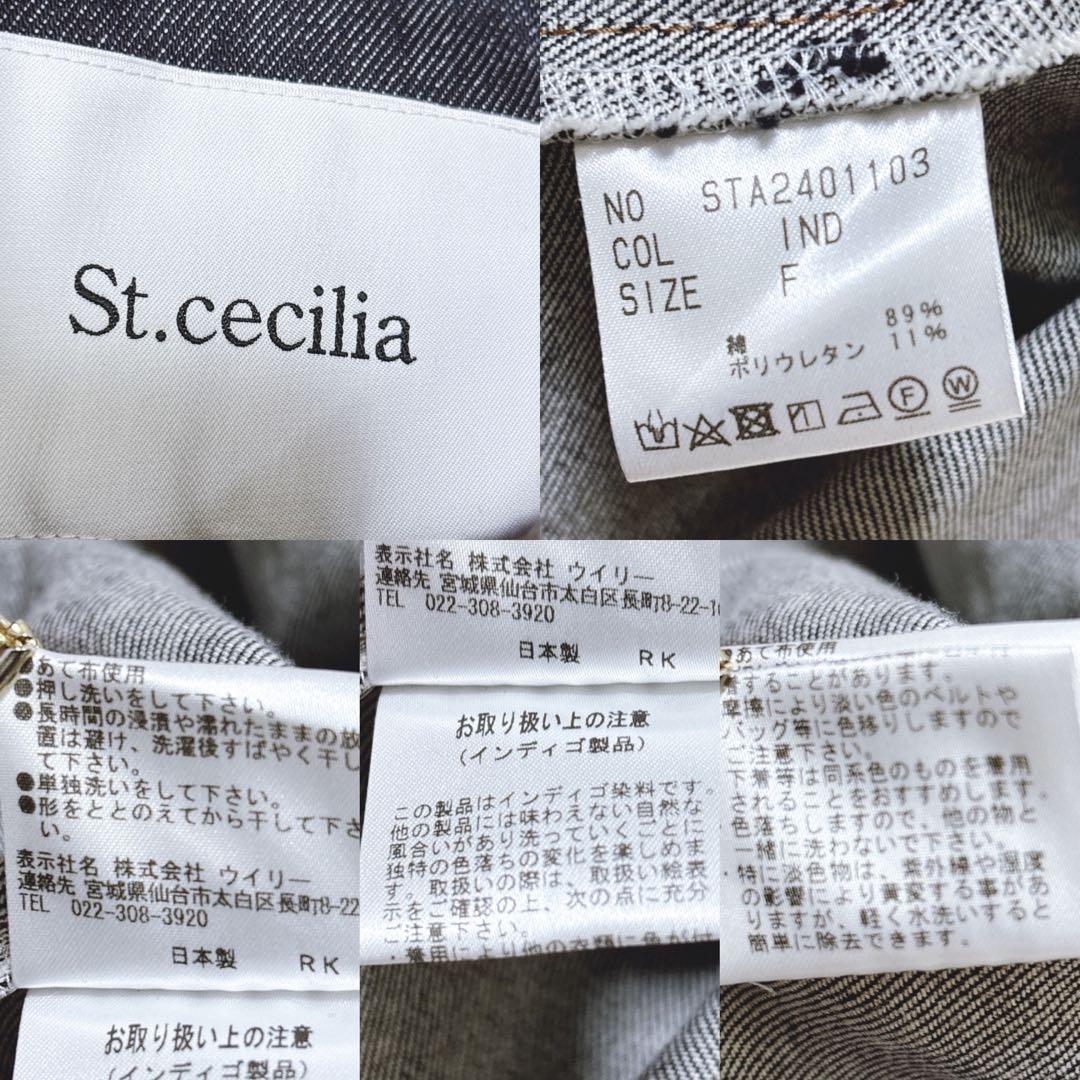 St.cecilia
NO STA2401103
COL IND
SIZE F
綿 89%
ポリウレタン 11%
F W
●あて布使用
●押し洗いをして下さい。
●長時間の浸漬や濡れたままの放
置は避け、洗濯後すばやく干し
て下さい。
●単独洗いをして下さい。
●形をととのえてから干して下さ
い。
表示社名 株式会社 ウイリー
連絡先 宮城県仙台市太白区長町8-22
TEL 022-308-3920
日本製 RK
お取り扱い上の注意
(インディゴ製品)
表示社名 株式会社 ウイリー
連絡先 宮城県仙台市太白区長町8-22-1
TEL 022-308-3920
日本製 RK
お取り扱い上の注意
(インディゴ製品)
この製品はインディゴ染料です。
他の製品には味わえない自然な
風合いがあり洗っていくごとに
独特の色落ちの変化を楽しめま
す。取扱いの際は、取扱い絵表
示をご確認の上、次の点に充分
ご注意下さい。
・着用により他の衣類に色が付
●あて布使用
着することがあります。
摩擦により淡い色のベルトや
バッグ等に色移りしますので
ご注意下さい。
下着等は同系色のものを着用
されることをおすすめします。
色落ちしますので、他の物と
一緒に洗わないで下さい。
・特に淡色物は、紫外線や湿度
の影響により黄変する事があ
りますが、軽く水洗いすると
簡単に除去できます。